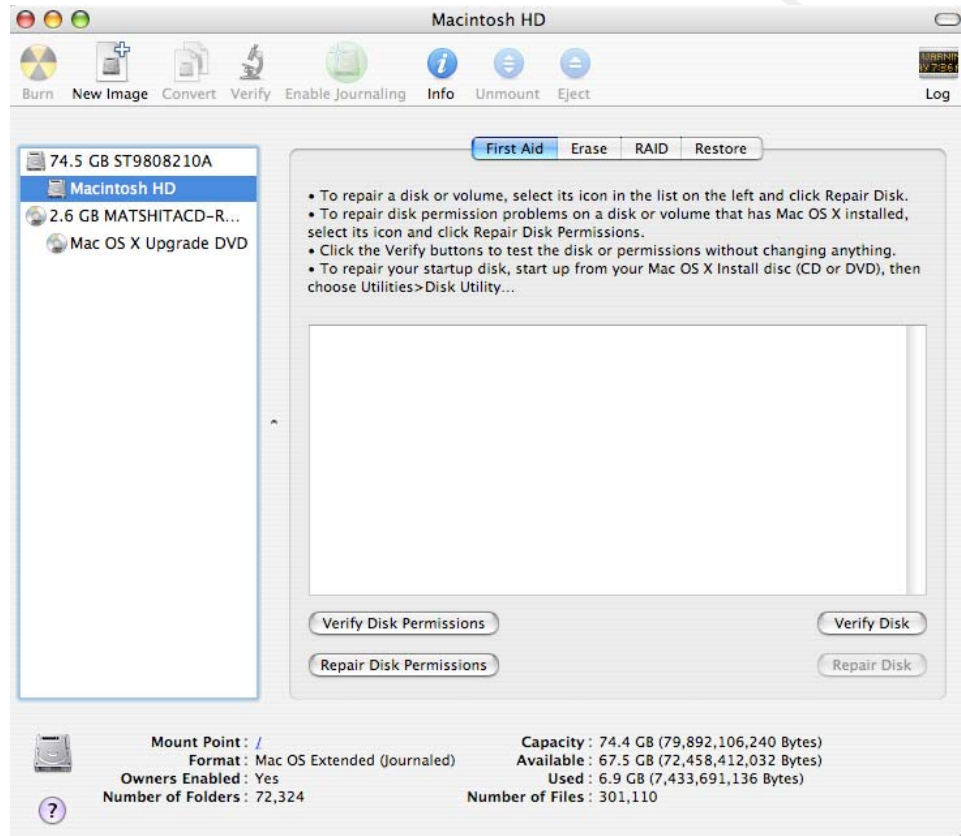 Macintosh HD
Burn New Image Convert Verify Enable Journaling Info Unmount Eject Log
First Aid Erase RAID Restore
74.5 GB ST9808210A
Macintosh HD
2.6 GB MATSHITACD-R...
Mac OS X Upgrade DVD
• To repair a disk or volume, select its icon in the list on the left and click Repair Disk.
• To repair disk permission problems on a disk or volume that has Mac OS X installed,
select its icon and click Repair Disk Permissions.
• Click the Verify buttons to test the disk or permissions without changing anything.
• To repair your startup disk, start up from your Mac OS X Install disc (CD or DVD), then
choose Utilities>Disk Utility...
Verify Disk Permissions Verify Disk
Repair Disk Permissions Repair Disk
Mount Point : /
Format : Mac OS Extended (Journaled)
Owners Enabled : Yes
Number of Folders : 72,324
Capacity : 74.4 GB (79,892,106,240 Bytes)
Available : 67.5 GB (72,458,412,032 Bytes)
Used : 6.9 GB (7,433,691,136 Bytes)
Number of Files : 301,110
?